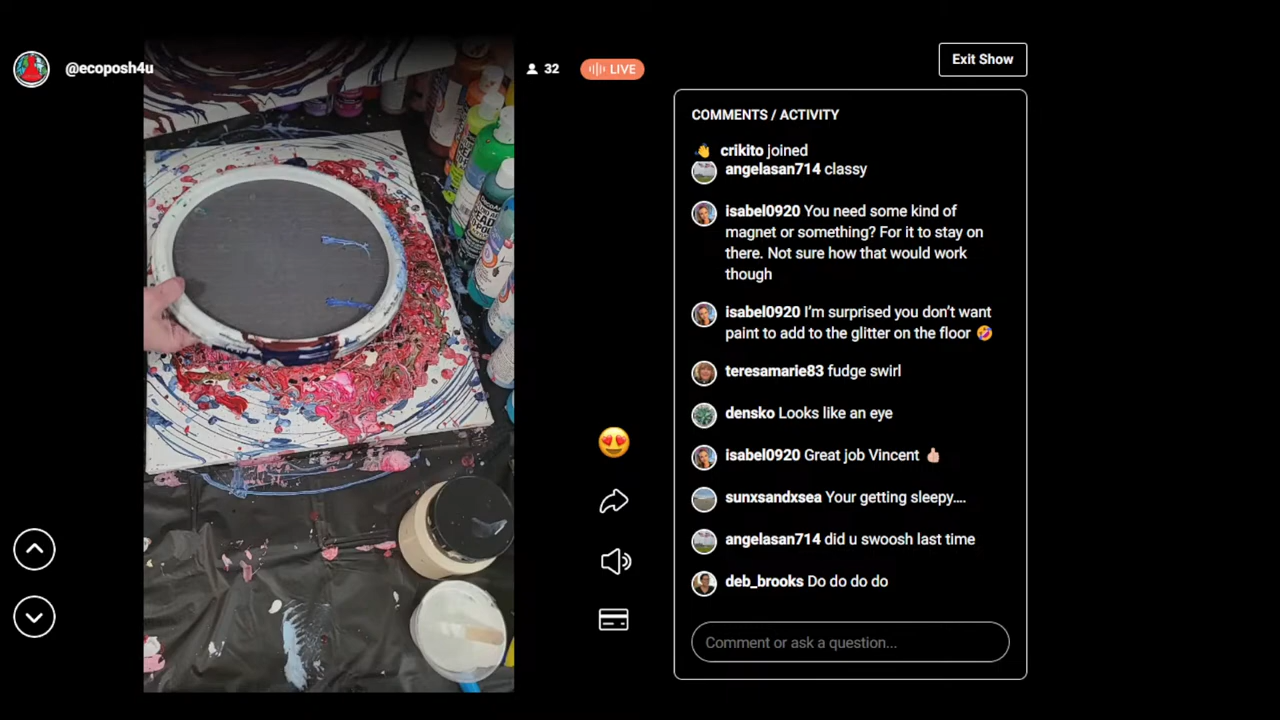 @ecoposh4u
32
LIVE
Exit Show
COMMENTS / ACTIVITY
crikito joined
angelasan714 classy
isabel0920 You need some kind of
magnet or something? For it to stay on
there. Not sure how that would work
though
isabel0920 I'm surprised you don't want
paint to add to the glitter on the floor 🤣
teresamarie83 fudge swirl
densko Looks like an eye
isabel0920 Great job Vincent 👍🏻
sunxsandxsea Your getting sleepy....
angelasan714 did u swoosh last time
deb_brooks Do do do do
Comment or ask a question...